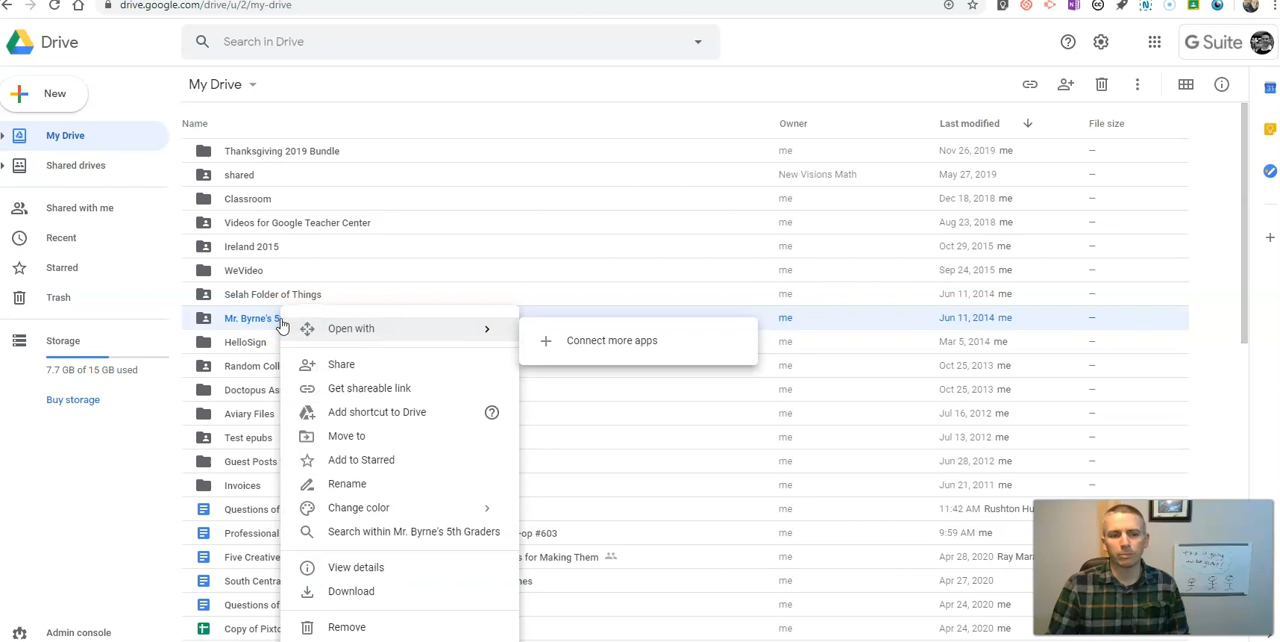 drive.google.com/drive/u/2/my-drive
Drive
Search in Drive
G Suite
New
My Drive
My Drive
Name
Owner
Last modified
File size
Shared drives
Shared with me
Recent
Starred
Trash
Storage
7.7 GB of 15 GB used
Buy storage
Admin console
Thanksgiving 2019 Bundle me Nov 26, 2019 me –
shared New Visions Math May 27, 2019 –
Classroom me Dec 18, 2018 me –
Videos for Google Teacher Center me Aug 23, 2018 me –
Ireland 2015 me Oct 29, 2015 me –
WeVideo me Sep 24, 2015 me –
Selah Folder of Things me Jun 11, 2014 me –
Mr. Byrne's 5 me Jun 11, 2014 me –
HelloSign me Mar 5, 2014 me –
Random Coll me Oct 25, 2013 me –
Doctopus As me Oct 25, 2013 me –
Aviary Files me Jul 16, 2012 me –
Test epubs me Jul 13, 2012 me –
Guest Posts me Jun 28, 2012 me –
Invoices me Jun 21, 2011 me –
Questions of me 11:42 AM Rushton Hu
Professional op #603 me 9:59 AM me
Five Creative s for Making Them me Apr 28, 2020 Ray Mara
South Centra mes me Apr 27, 2020
Questions of me Apr 24, 2020 me
Copy of Pixto me Apr 24, 2020 me
Open with
Connect more apps
Share
Get shareable link
Add shortcut to Drive
Move to
Add to Starred
Rename
Change color
Search within Mr. Byrne's 5th Graders
View details
Download
Remove